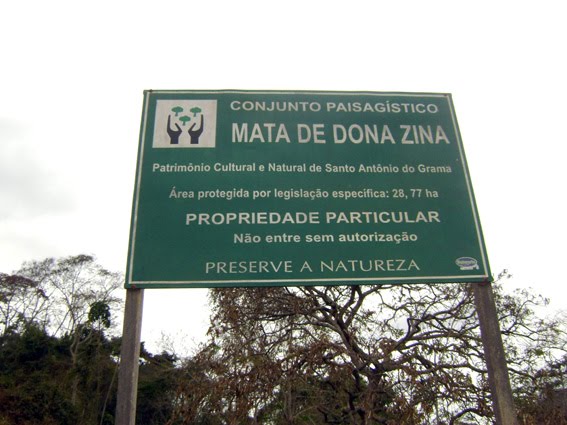 CONJUNTO PAISAGÍSTICO
MATA DE DONA ZINA
Patrimônio Cultural e Natural de Santo Antônio do Grama
Área protegida por legislação específica: 28, 77 ha
PROPRIEDADE PARTICULAR
Não entre sem autorização
PRESERVE A NATUREZA